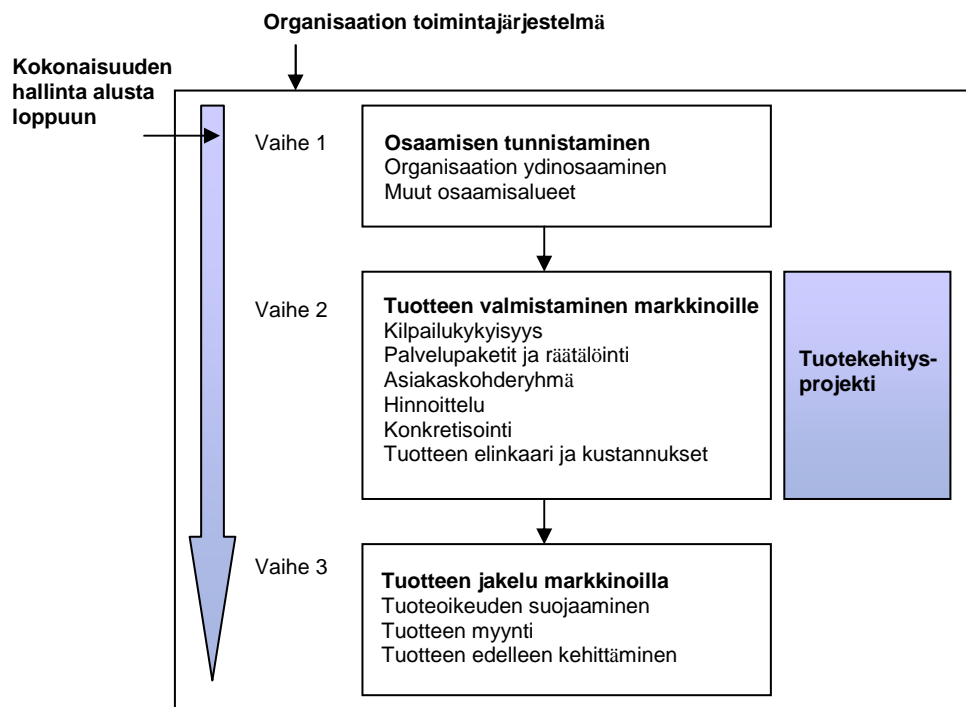 Organisaation toimintajärjestelmä
Kokonaisuuden
hallinta alusta
loppuun
Vaihe 1
Osaamisen tunnistaminen
Organisaation ydinosaaminen
Muut osaamisalueet
Vaihe 2
Tuotteen valmistaminen markkinoille
Kilpailukykyisyys
Palvelupaketit ja räätälöinti
Asiakaskohderyhmä
Hinnoittelu
Konkretisointi
Tuotteen elinkaari ja kustannukset
Tuotekehitys-
projekti
Vaihe 3
Tuotteen jakelu markkinoilla
Tuoteoikeuden suojaaminen
Tuotteen myynti
Tuotteen edelleen kehittäminen